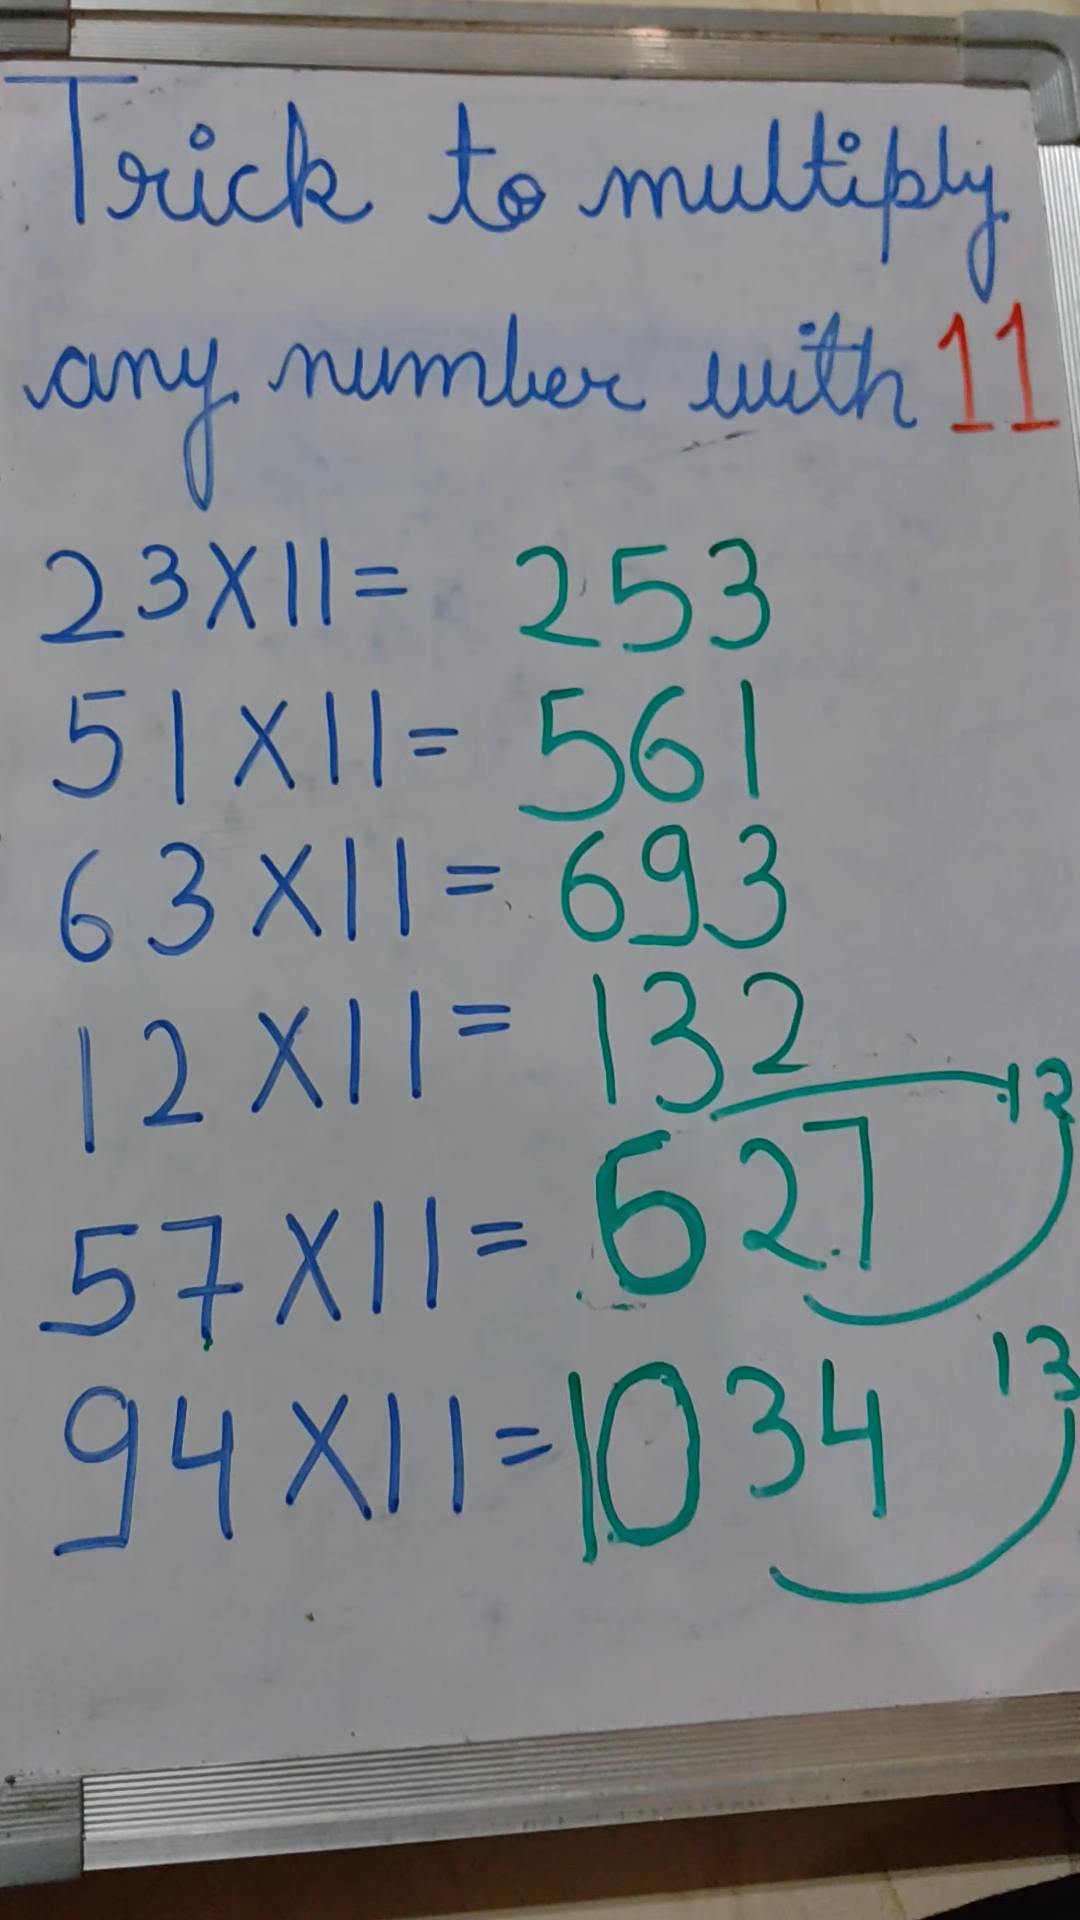 Trick to multiply
any number with 11
23X11= 253
51X11= 561
63X11= 693
12X11= 132
12
57X11= 627
13
94X11=1034